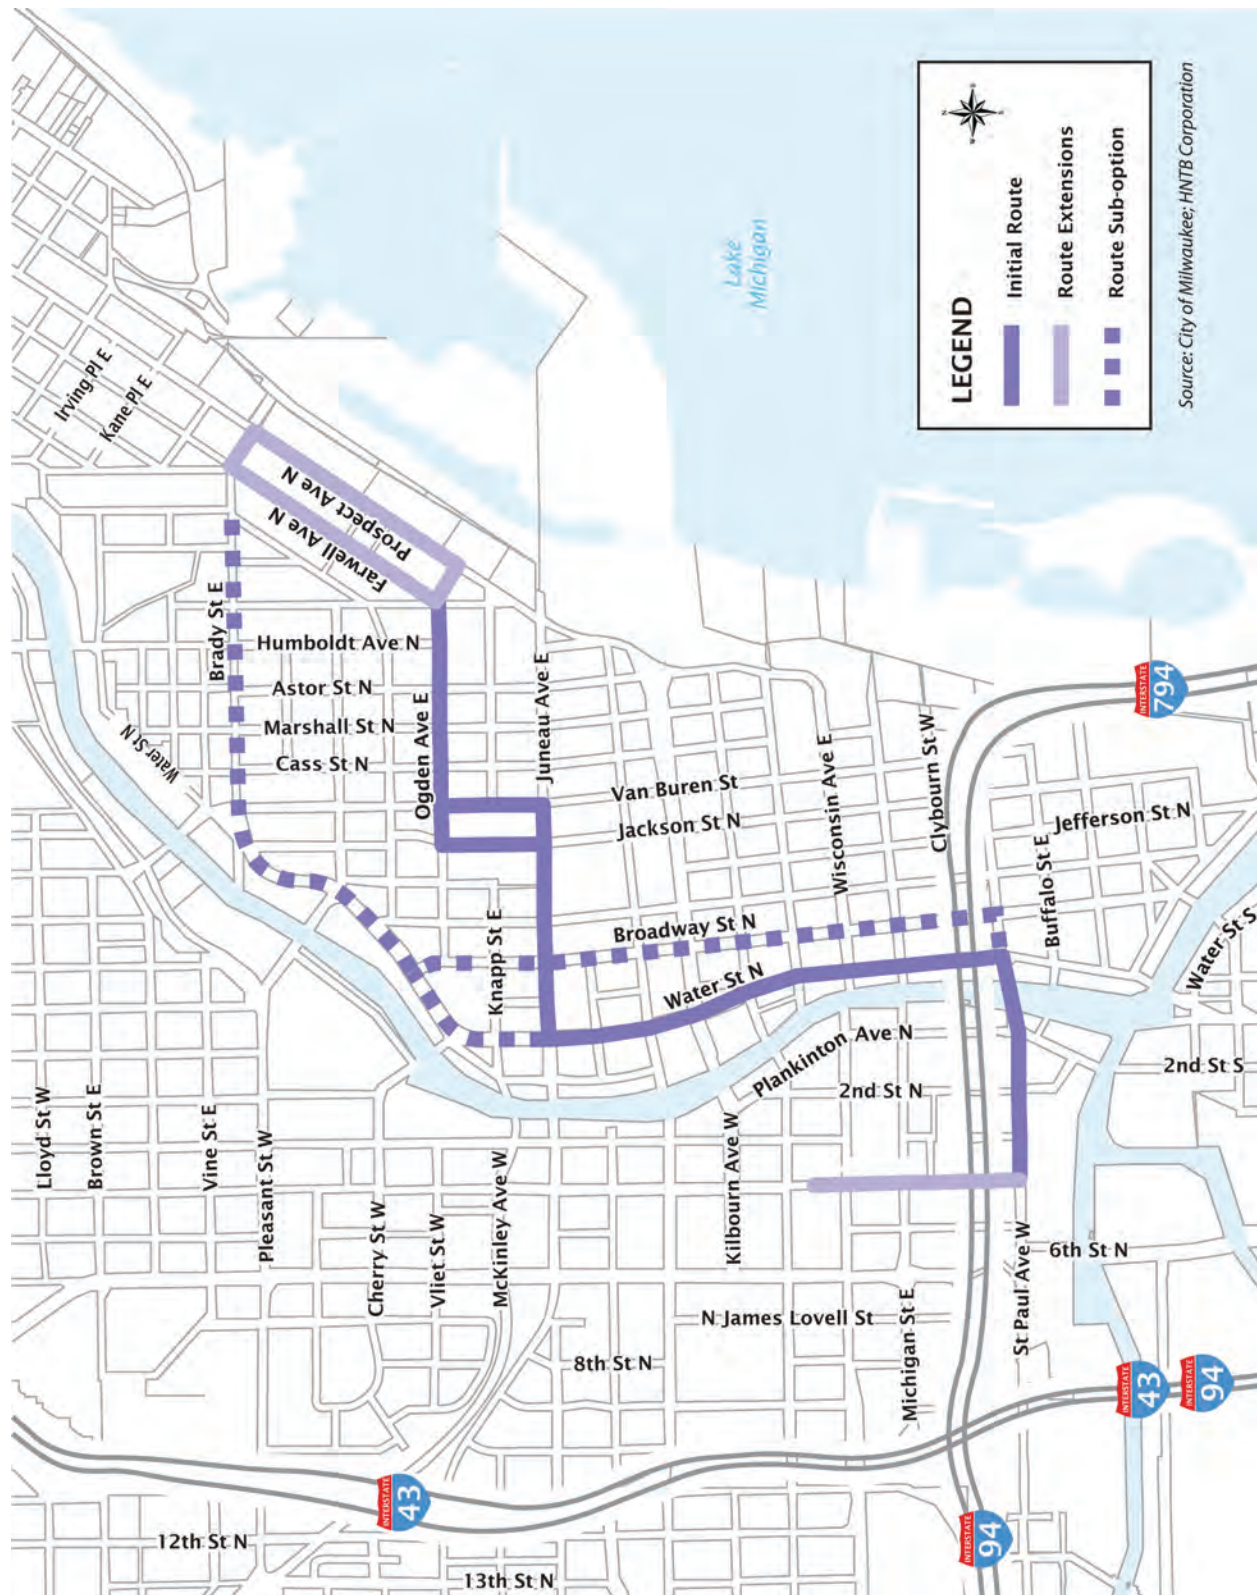 Irving Pl E
Kane Pl E
Prospect Ave N
Farwell Ave N
Brady St E
Humboldt Ave N
Astor St N
Marshall St N
Cass St N
Water St N
Ogden Ave E
Juneau Ave E
Van Buren St
Jackson St N
Wisconsin Ave E
Clybourn St W
Jefferson St N
Buffalo St E
Broadway St N
Knapp St E
Water St N
Water St S
Plankinton Ave N
2nd St N
2nd St S
Lloyd St W
Brown St E
Vine St E
Pleasant St W
Cherry St W
Vliet St W
McKinley Ave W
Kilbourn Ave W
6th St N
St Paul Ave W
N James Lovell St
Michigan St E
8th St N
12th St N
13th St N
INTERSTATE
43
INTERSTATE
94
INTERSTATE
43
INTERSTATE
94
INTERSTATE
794
Lake
Michigan
LEGEND
N
E
S
W
Initial Route
Route Extensions
Route Sub-option
Source: City of Milwaukee; HNTB Corporation